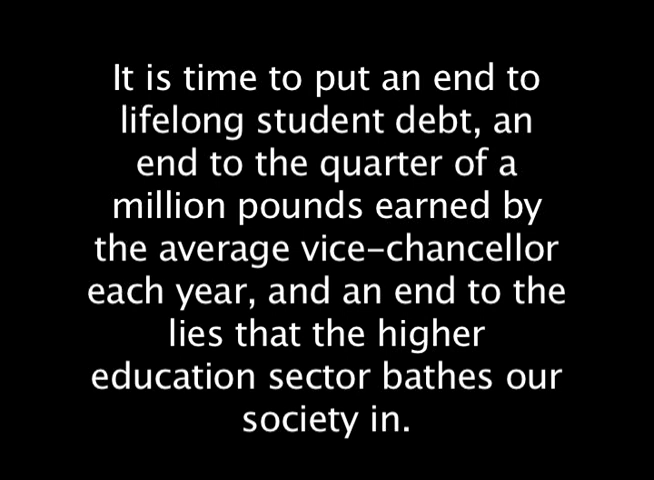 It is time to put an end to
lifelong student debt, an
end to the quarter of a
million pounds earned by
the average vice-chancellor
each year, and an end to the
lies that the higher
education sector bathes our
society in.